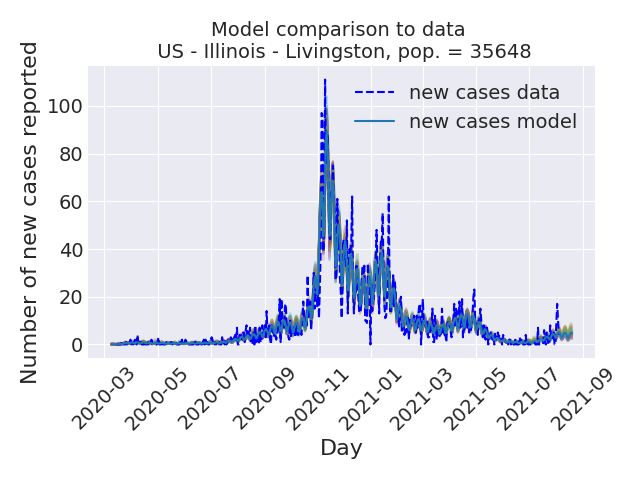 Model comparison to data
US - Illinois - Livingston, pop. = 35648
Number of new cases reported
new cases data
new cases model
100
80
60
40
20
0
2020-03
2020-05
2020-07
2020-09
2020-11
2021-01
2021-03
2021-05
2021-07
2021-09
Day